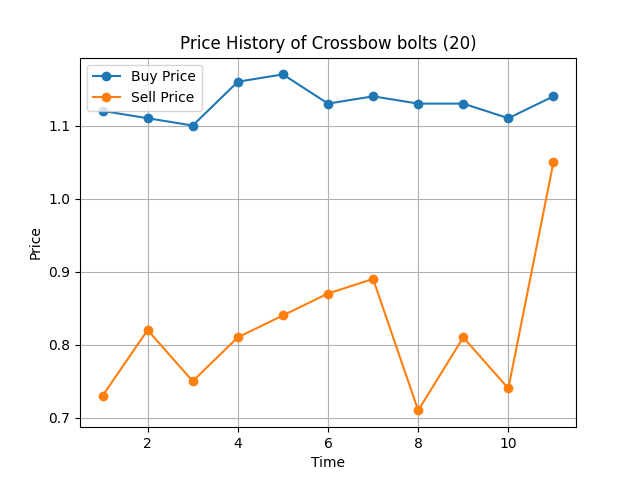 Price History of Crossbow bolts (20)
Buy Price
Sell Price
1.1
1.0
0.9
0.8
0.7
Price
2 4 6 8 10
Time